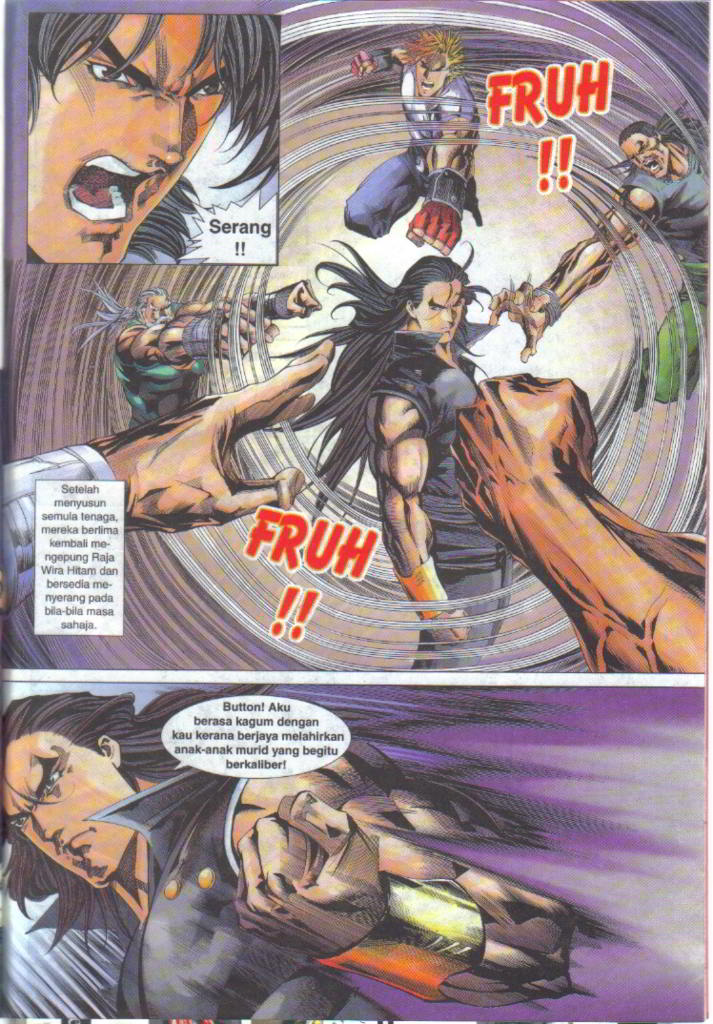 Serang
!!
FRUH
!!
Setelah
menyusun
semula tenaga,
mereka berlima
kembali me-
ngepung Raja
Wira Hitam dan
bersedia me-
nyerang pada
bila-bila masa
sahaja.
FRUH
!!
Button! Aku
berasa kagum dengan
kau kerana berjaya melahirkan
anak-anak murid yang begitu
berkaliber!